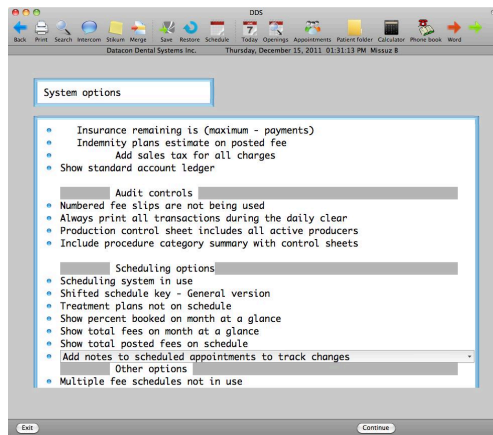 DDS
Back Print Search Intercom Stikum Merge Save Restore Schedule Today Openings Appointments Patient folder Calculator Phone book Word
Datacon Dental Systems Inc. Thursday, December 15, 2011 01:31:13 PM Missuz B
System options
Insurance remaining is (maximum - payments)
Indemnity plans estimate on posted fee
Add sales tax for all charges
Show standard account ledger
Audit controls
Numbered fee slips are not being used
Always print all transactions during the daily clear
Production control sheet includes all active producers
Include procedure category summary with control sheets
Scheduling options
Scheduling system in use
Shifted schedule key - General version
Treatment plans not on schedule
Show percent booked on month at a glance
Show total fees on month at a glance
Show total posted fees on schedule
Add notes to scheduled appointments to track changes
Other options
Multiple fee schedules not in use
Exit Continue